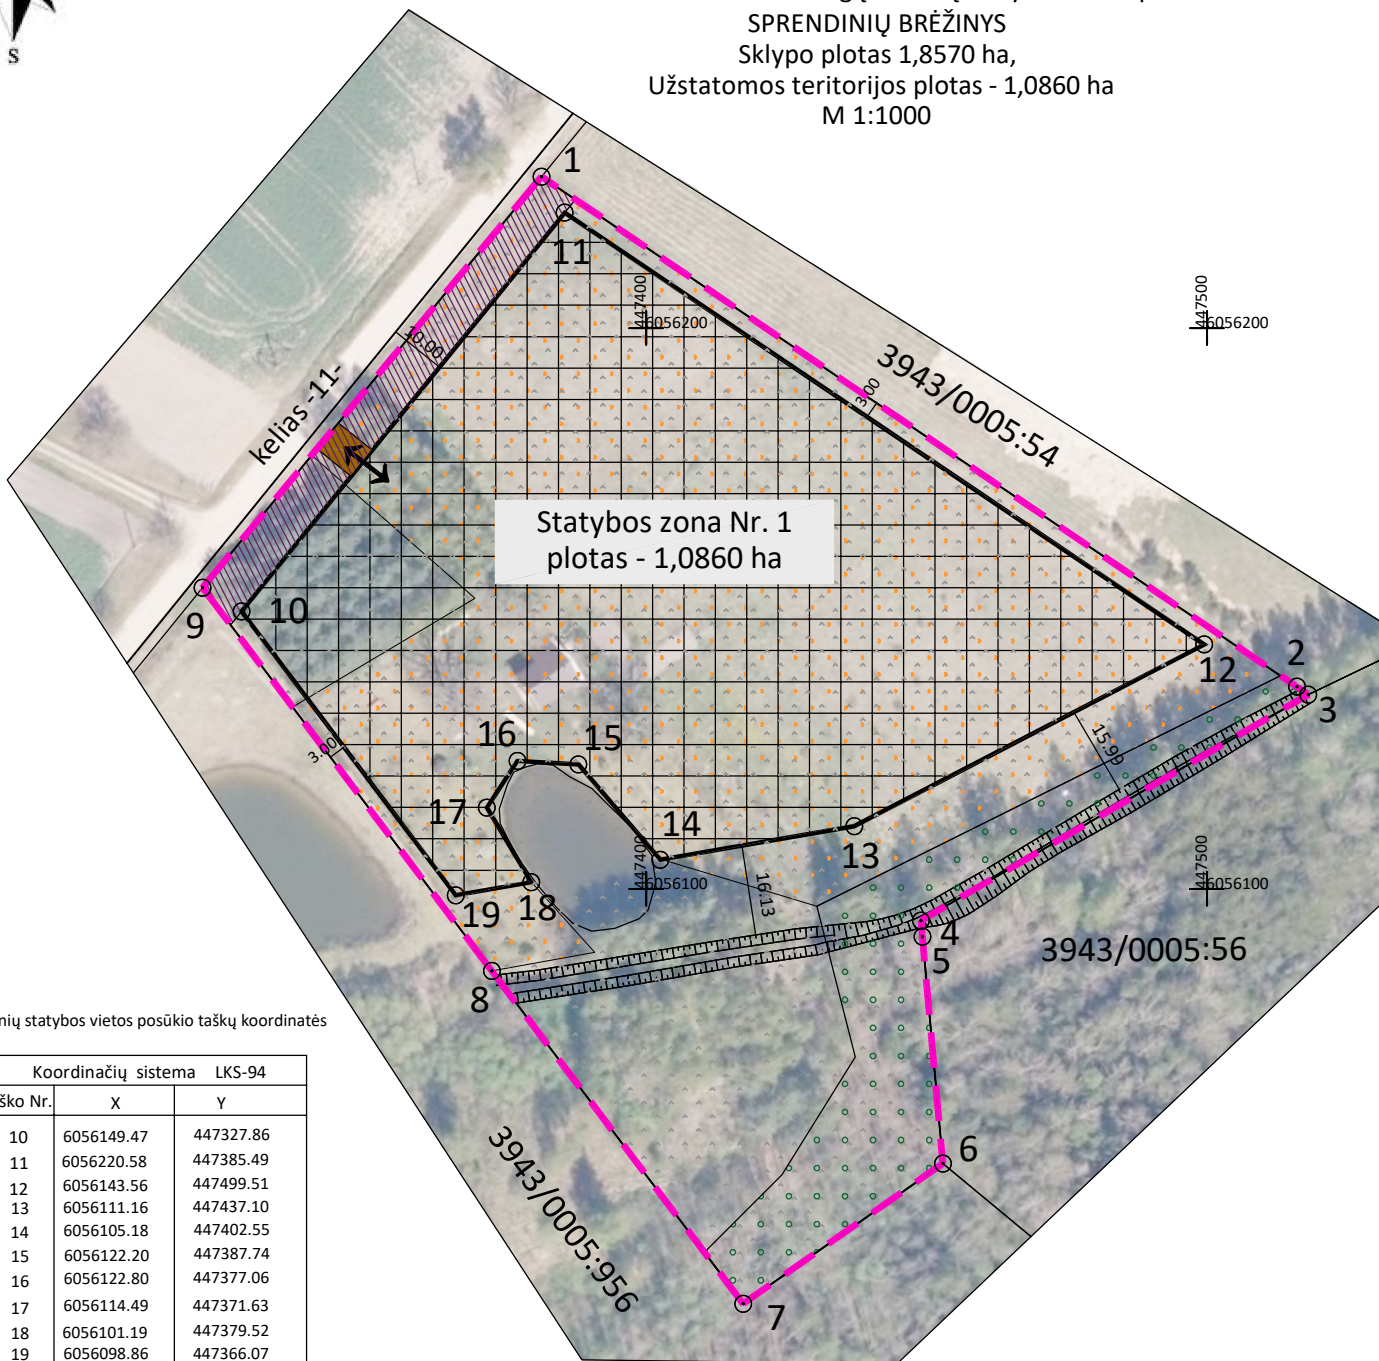 S
SPRENDINIŲ BRĖŽINYS
Sklypo plotas 1,8570 ha,
Užstatomos teritorijos plotas - 1,0860 ha
M 1:1000
1
11
447400
6056200
447500
6056200
10.00
kelias -11-
3.00
3943/0005:54
Statybos zona Nr. 1
plotas - 1,0860 ha
9
10
12
2
3
3.00
16
15
15.99
17
14
13
447400
6056100
447500
6056100
16.13
19
18
4
5
3943/0005:56
8
6
3943/0005:956
7
statybos vietos posūkio taškų koordinatės
Koordinačių sistema LKS-94
Nr. X Y
10 6056149.47 447327.86
11 6056220.58 447385.49
12 6056143.56 447499.51
13 6056111.16 447437.10
14 6056105.18 447402.55
15 6056122.20 447387.74
16 6056122.80 447377.06
17 6056114.49 447371.63
18 6056101.19 447379.52
19 6056098.86 447366.07